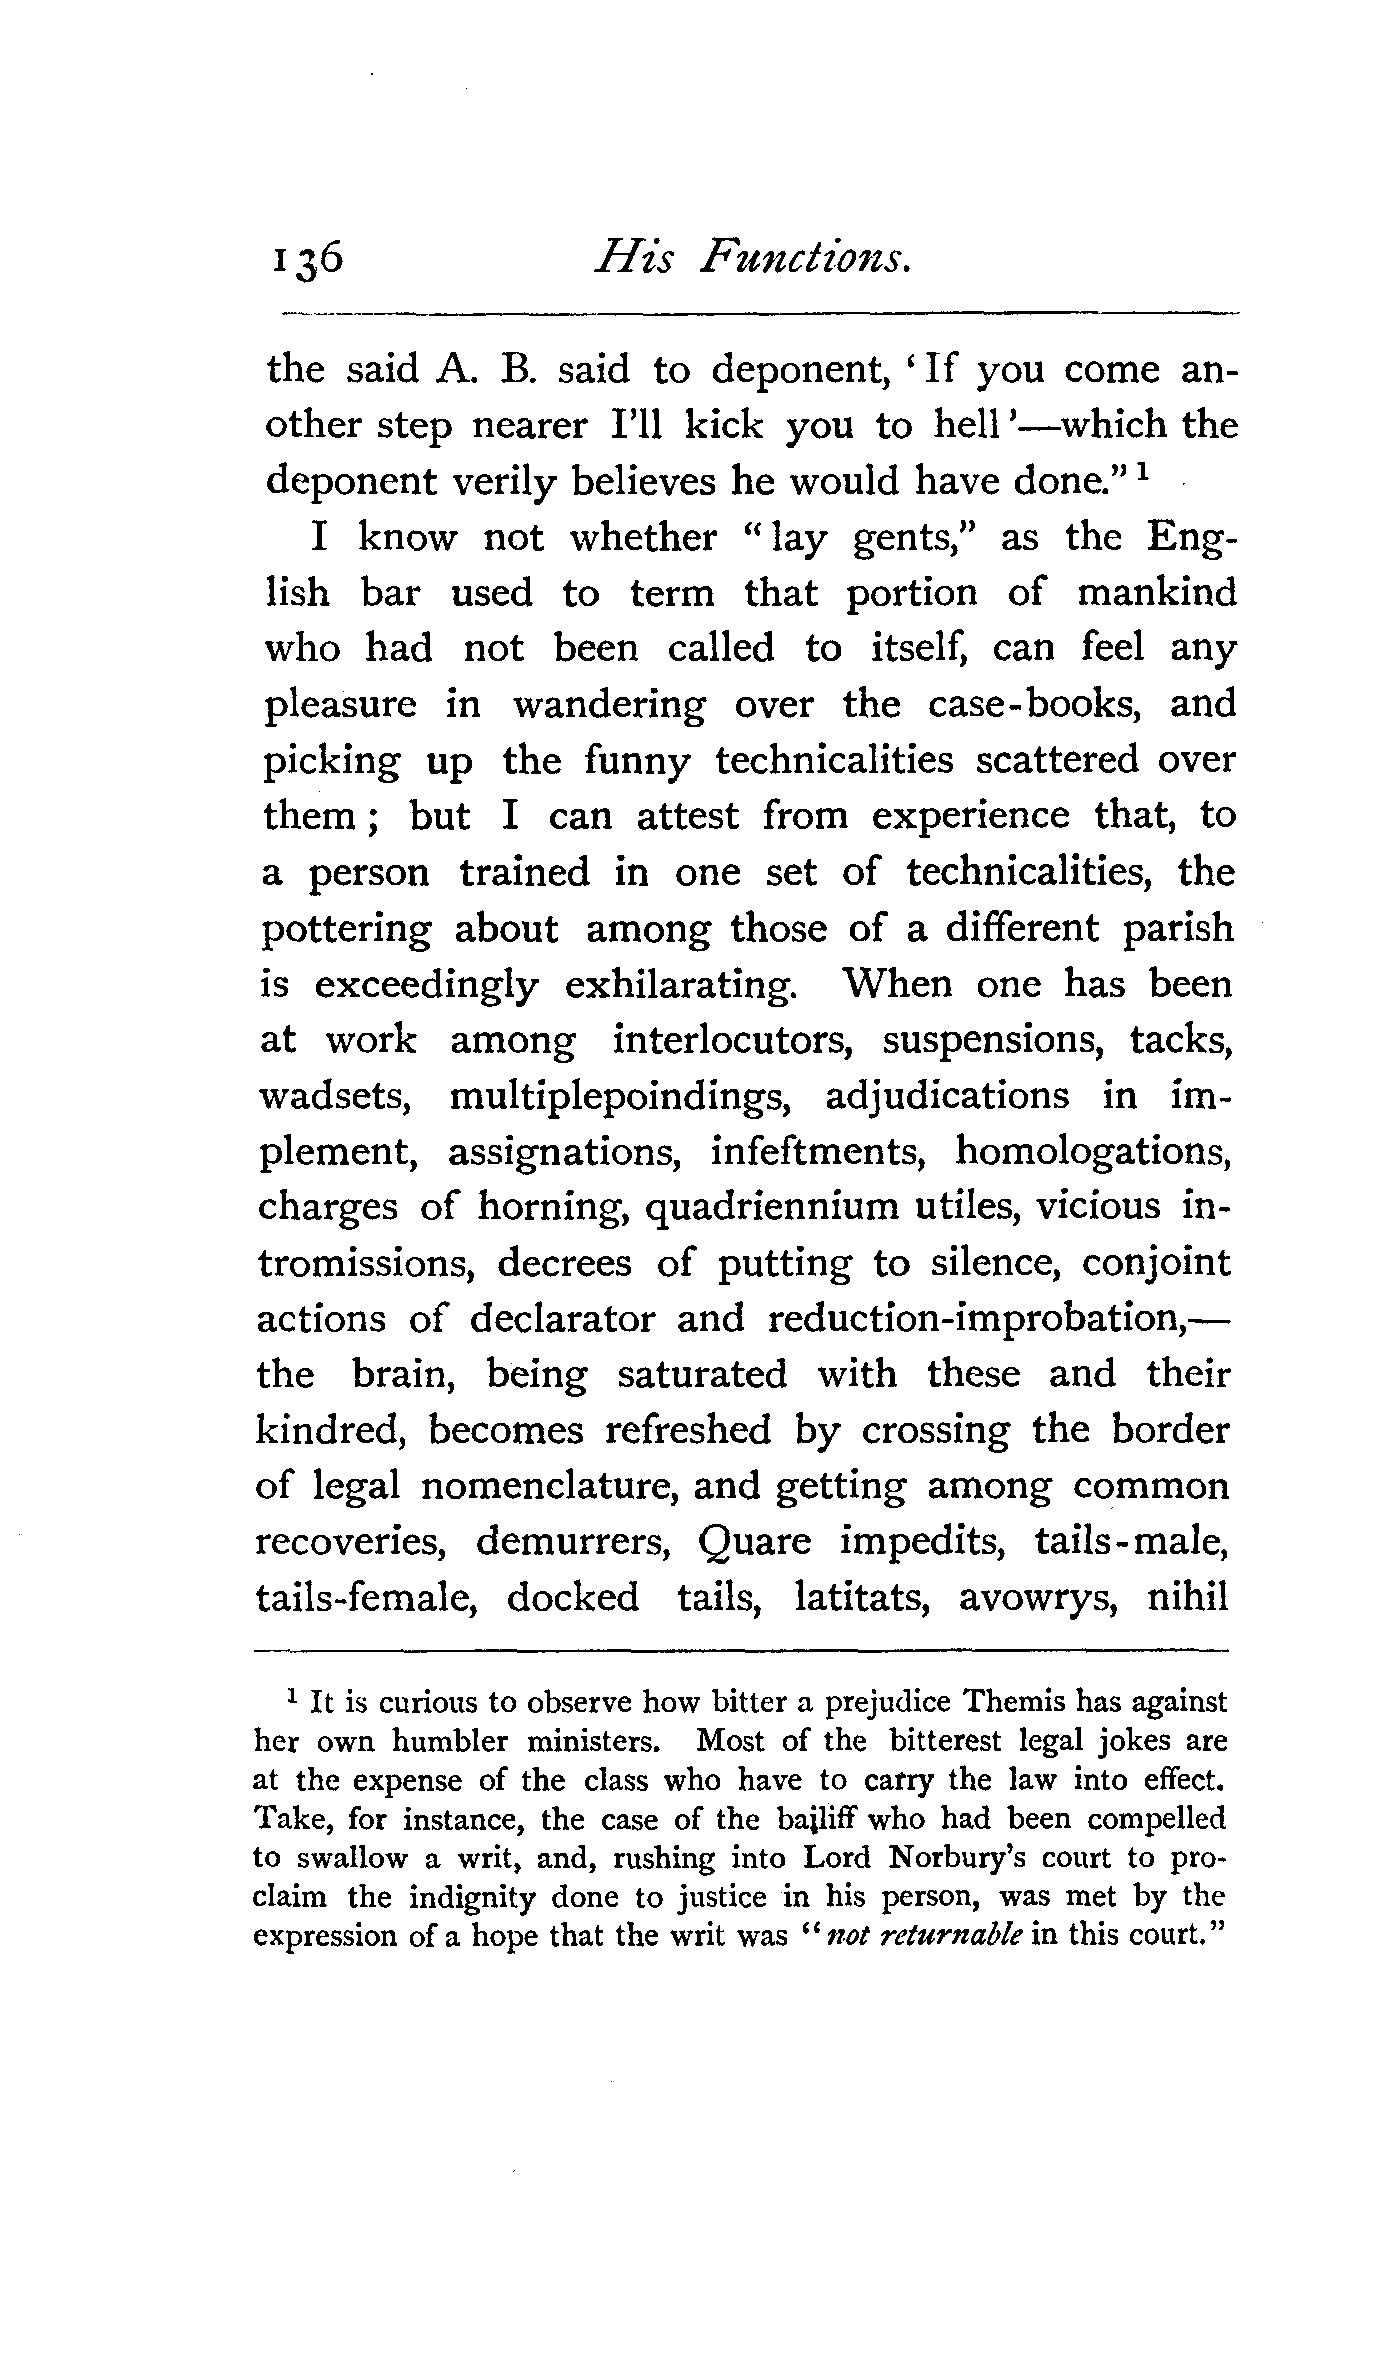 136 His Functions.
the said A. B. said to deponent, ‘If you come an-
other step nearer I'll kick you to hell’—which the
deponent verily believes he would have done.” 1
I know not whether “lay gents,” as the Eng-
lish bar used to term that portion of mankind
who had not been called to itself, can feel any
pleasure in wandering over the case-books, and
picking up the funny technicalities scattered over
them; but I can attest from experience that, to
a person trained in one set of technicalities, the
pottering about among those of a different parish
is exceedingly exhilarating. When one has been
at work among interlocutors, suspensions, tacks,
wadsets, multiplepoindings, adjudications in im-
plement, assignations, infeftments, homologations,
charges of horning, quadriennium utiles, vicious in-
tromissions, decrees of putting to silence, conjoint
actions of declarator and reduction-improbation,—
the brain, being saturated with these and their
kindred, becomes refreshed by crossing the border
of legal nomenclature, and getting among common
recoveries, demurrers, Quare impedits, tails-male,
tails-female, docked tails, latitats, avowrys, nihil
1 It is curious to observe how bitter a prejudice Themis has against
her own humbler ministers. Most of the bitterest legal jokes are
at the expense of the class who have to carry the law into effect.
Take, for instance, the case of the bailiff who had been compelled
to swallow a writ, and, rushing into Lord Norbury's court to pro-
claim the indignity done to justice in his person, was met by the
expression of a hope that the writ was “not returnable in this court.”